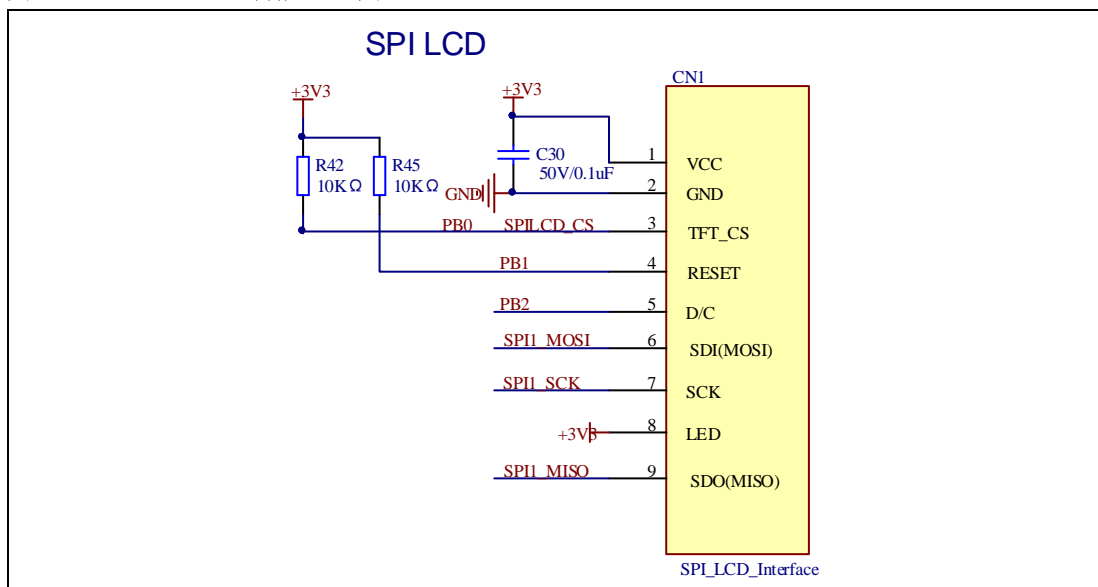 SPI LCD
CN1
+3V3
+3V3
R42
10KΩ
R45
10KΩ
C30
50V/0.1uF
GND
1 VCC
2 GND
PB0 SPILCD_CS 3 TFT_CS
PB1 4 RESET
PB2 5 D/C
SPI1_MOSI 6 SDI(MOSI)
SPI1_SCK 7 SCK
+3V3 8 LED
SPI1_MISO 9 SDO(MISO)
SPI_LCD_Interface